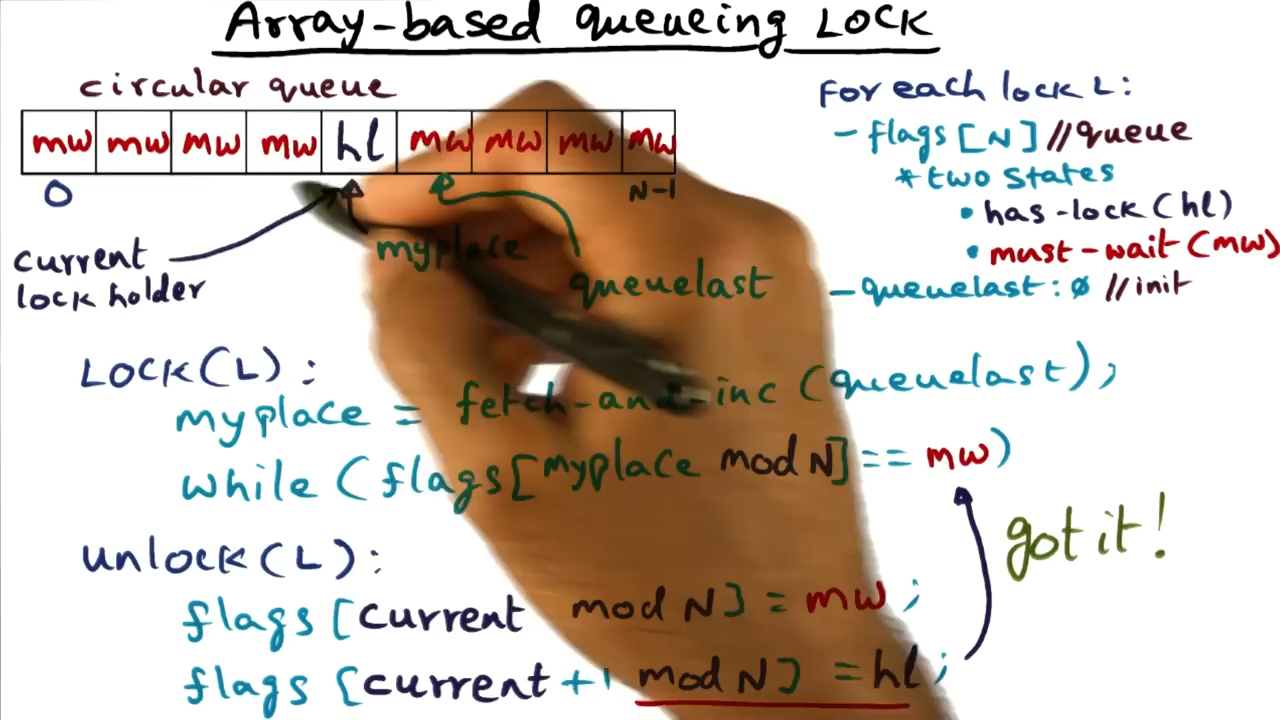 Array-based queueing LOCK
circular queue
mw mw mw mw hl mw mw mw mw
0 N-1
current
lock holder
myplace
queuelast
For each lock L:
- flags [N] //queue
* two states
• has-lock (hl)
• must-wait (mw)
- queuelast: ø //init
LOCK(L):
myplace = fetch-and-inc (queuelast);
while (flags[myplace mod N] == mw)
unlock(L):
flags [current mod N] = mw;
flags [current +1 mod N] = hl;
got it!